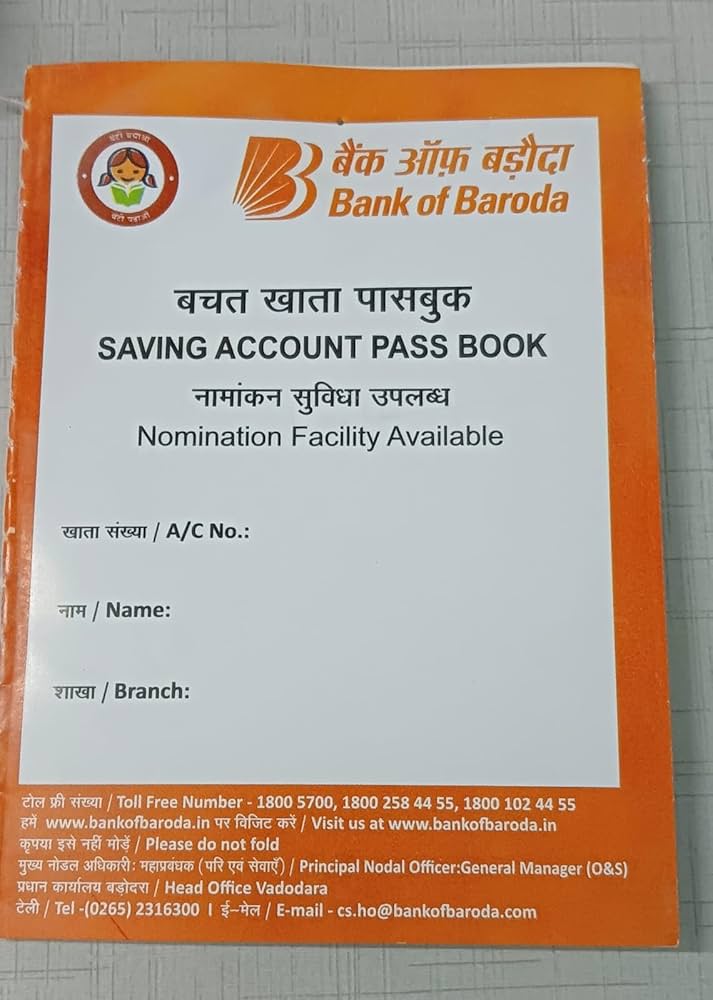 बेटी बचाओ
बेटी पढ़ाओ
बैंक ऑफ़ बड़ौदा
Bank of Baroda
बचत खाता पासबुक
SAVING ACCOUNT PASS BOOK
नामांकन सुविधा उपलब्ध
Nomination Facility Available
खाता संख्या / A/C No.:
नाम / Name:
शाखा / Branch:
टोल फ्री संख्या / Toll Free Number - 1800 5700, 1800 258 44 55, 1800 102 44 55
हमें www.bankofbaroda.in पर विजिट करें / Visit us at www.bankofbaroda.in
कृपया इसे नहीं मोड़ें / Please do not fold
मुख्य नोडल अधिकारी: महाप्रबंधक (परि एवं सेवाएँ) / Principal Nodal Officer:General Manager (O&S)
प्रधान कार्यालय बड़ोदरा / Head Office Vadodara
टेली / Tel -(0265) 2316300 । ई-मेल / E-mail - cs.ho@bankofbaroda.com